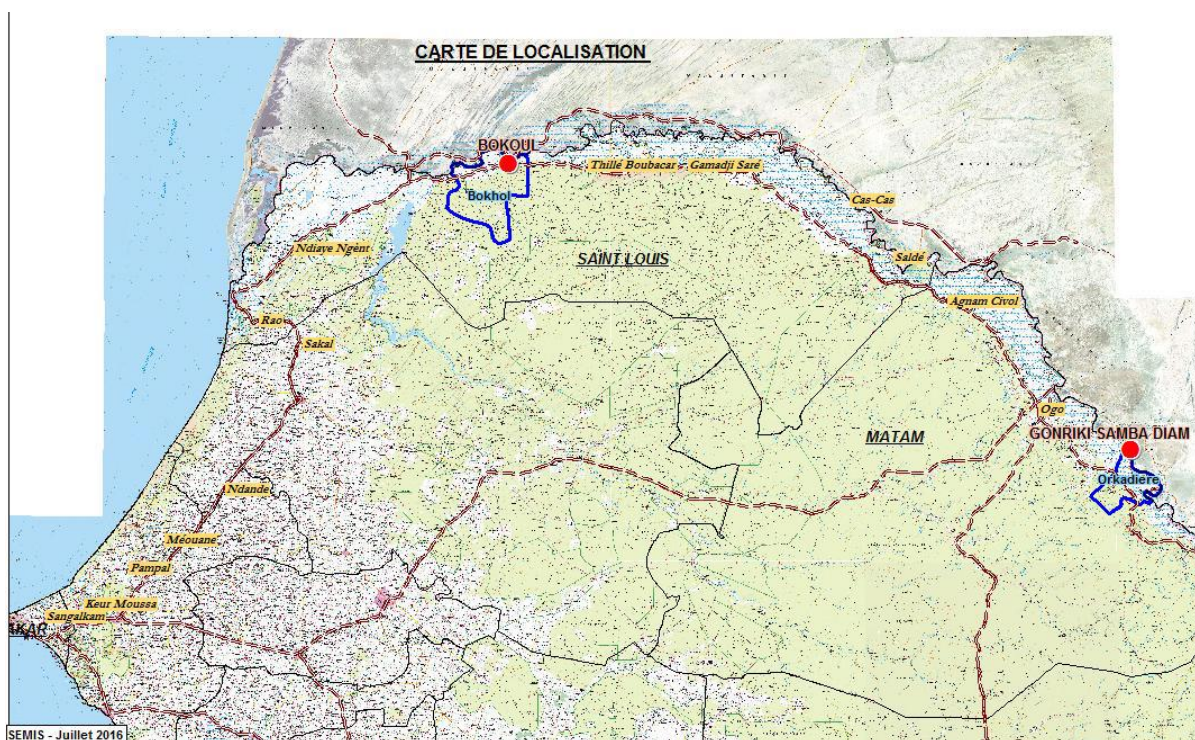 CARTE DE LOCALISATION
BOKOUL
Thillé Boubacar
Gamadji Saré
Bokhol
Cas-Cas
Ndiaye Ngent
SAINT LOUIS
Saldé
Agnam Civol
Rao
Sakal
Ogo
MATAM
GONRIKI SAMBA DIAM
Orkadiere
Ndande
Méouane
Pampal
Keur Moussa
Sangalkam
AKAR
SEMIS - Juillet 2016